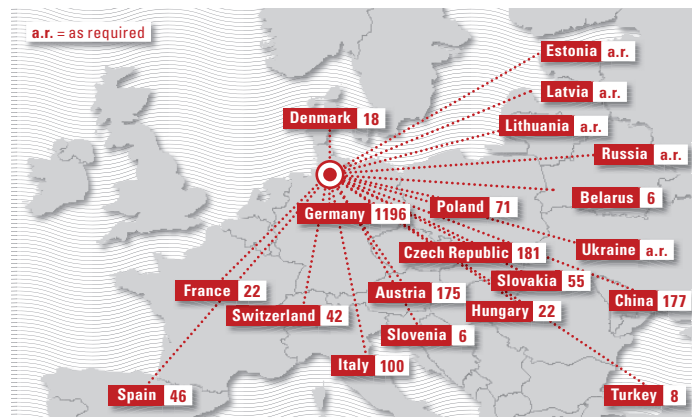 a.r. = as required
Estonia a.r.
Latvia a.r.
Denmark 18
Lithuania a.r.
Russia a.r.
Belarus 6
Poland 71
Germany 1196
Ukraine a.r.
Czech Republic 181
Slovakia 55
France 22
Austria 175
China 177
Switzerland 42
Hungary 22
Slovenia 6
Italy 100
Spain 46
Turkey 8